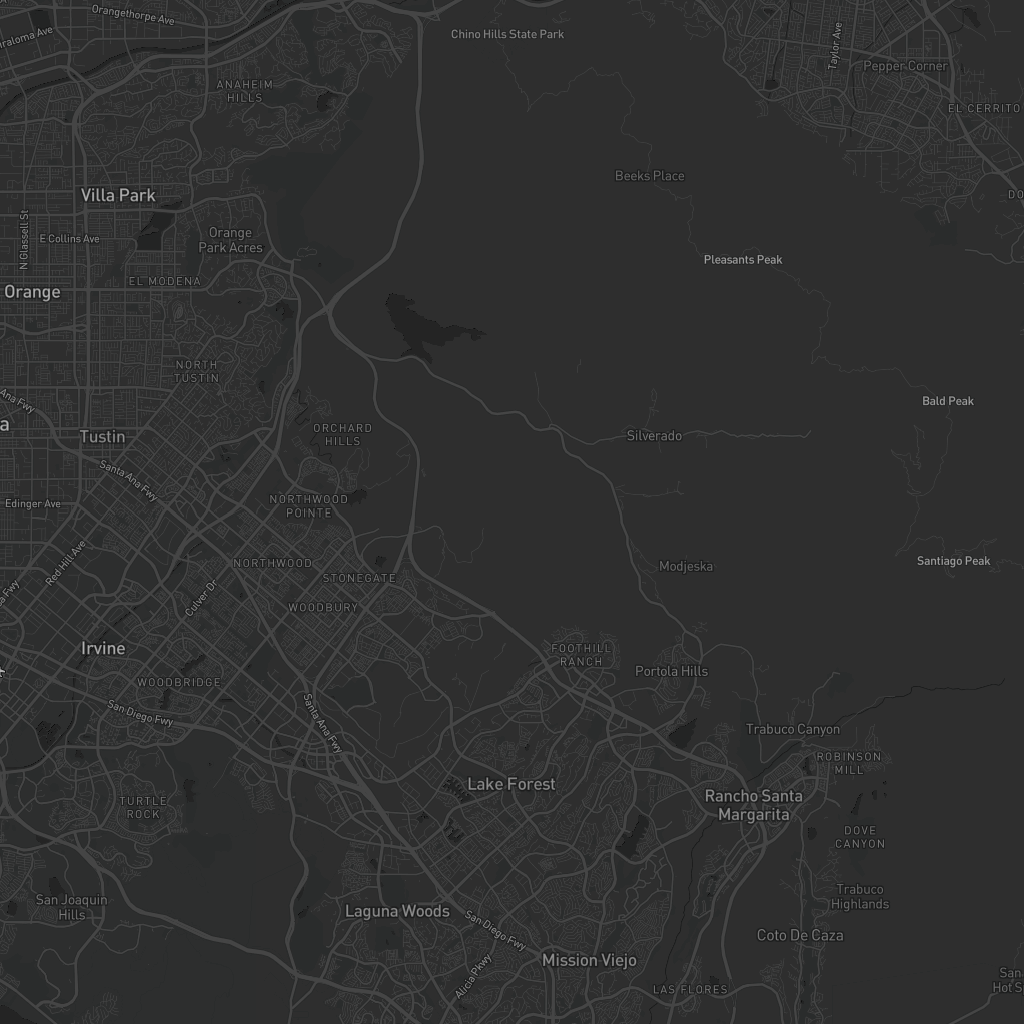 Orangethorpe Ave
Chino Hills State Park
Taylor Ave
Pepper Corner
ANAHEIM
HILLS
EL CERRITO
Beeks Place
Villa Park
N Glassell St
E Collins Ave
Orange
Park Acres
Pleasants Peak
EL MODENA
Orange
NORTH
TUSTIN
Ana Fwy
Bald Peak
a
Tustin
ORCHARD
HILLS
Silverado
Santa Ana Fwy
Edinger Ave
NORTHWOOD
POINTE
Red Hill Ave
NORTHWOOD
STONEGATE
Modjeska
Santiago Peak
Culver Dr
WOODBURY
Irvine
FOOTHILL
RANCH
Portola Hills
WOODBRIDGE
San Diego Fwy
Santa Ana Fwy
Trabuco Canyon
ROBINSON
MILL
Lake Forest
TURTLE
ROCK
Rancho Santa
Margarita
DOVE
CANYON
San Joaquin
Hills
Trabuco
Highlands
Laguna Woods
San Diego Fwy
Coto De Caza
Mission Viejo
Alicia Pkwy
LAS FLORES
San
Hot S